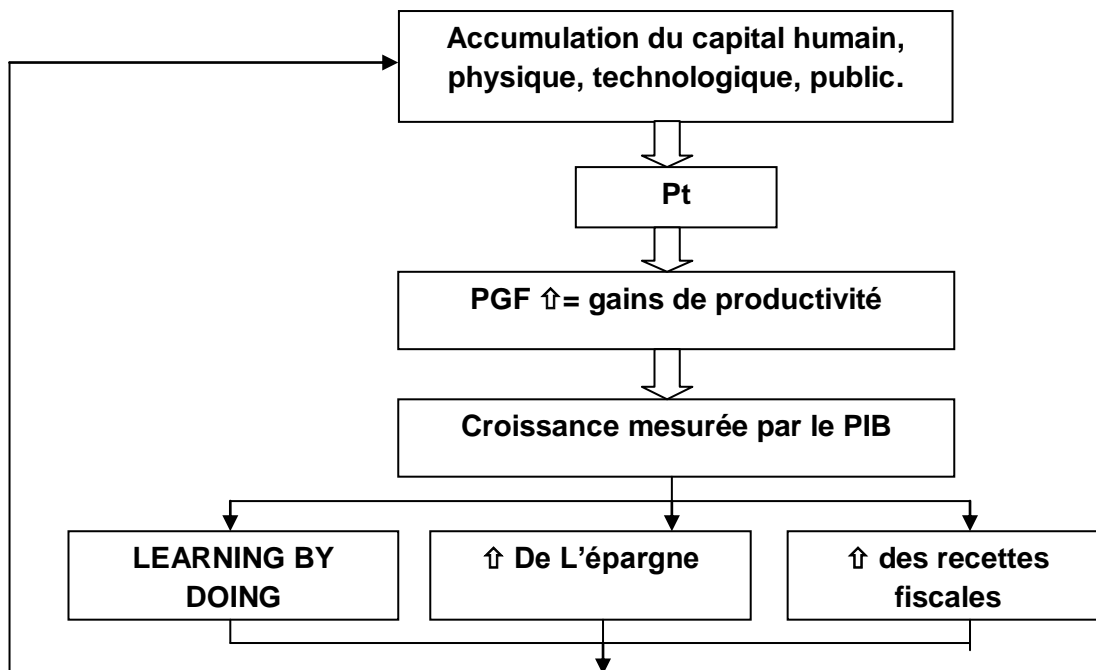 Accumulation du capital humain,
physique, technologique, public.
Pt
PGF ⇧= gains de productivité
Croissance mesurée par le PIB
LEARNING BY
DOING
⇧ De L’épargne
⇧ des recettes
fiscales